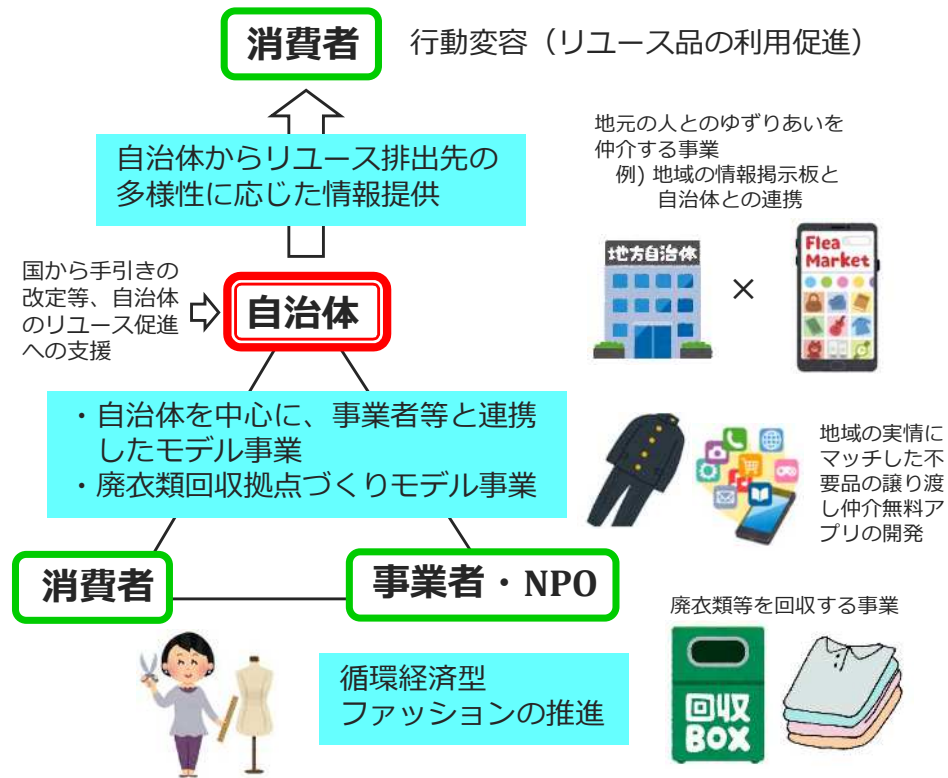 消費者
行動変容（リユース品の利用促進）
自治体からリユース排出先の
多様性に応じた情報提供
地元の人とのゆずりあいを
仲介する事業
例) 地域の情報掲示板と
自治体との連携
地方自治体
×
Flea
Market
国から手引きの
改定等、自治体
のリユース促進
への支援
自治体
・自治体を中心に、事業者等と連携
したモデル事業
・廃衣類回収拠点づくりモデル事業
地域の実情に
マッチした不
要品の譲り渡
し仲介無料ア
プリの開発
消費者
事業者・NPO
廃衣類等を回収する事業
回収
BOX
循環経済型
ファッションの推進